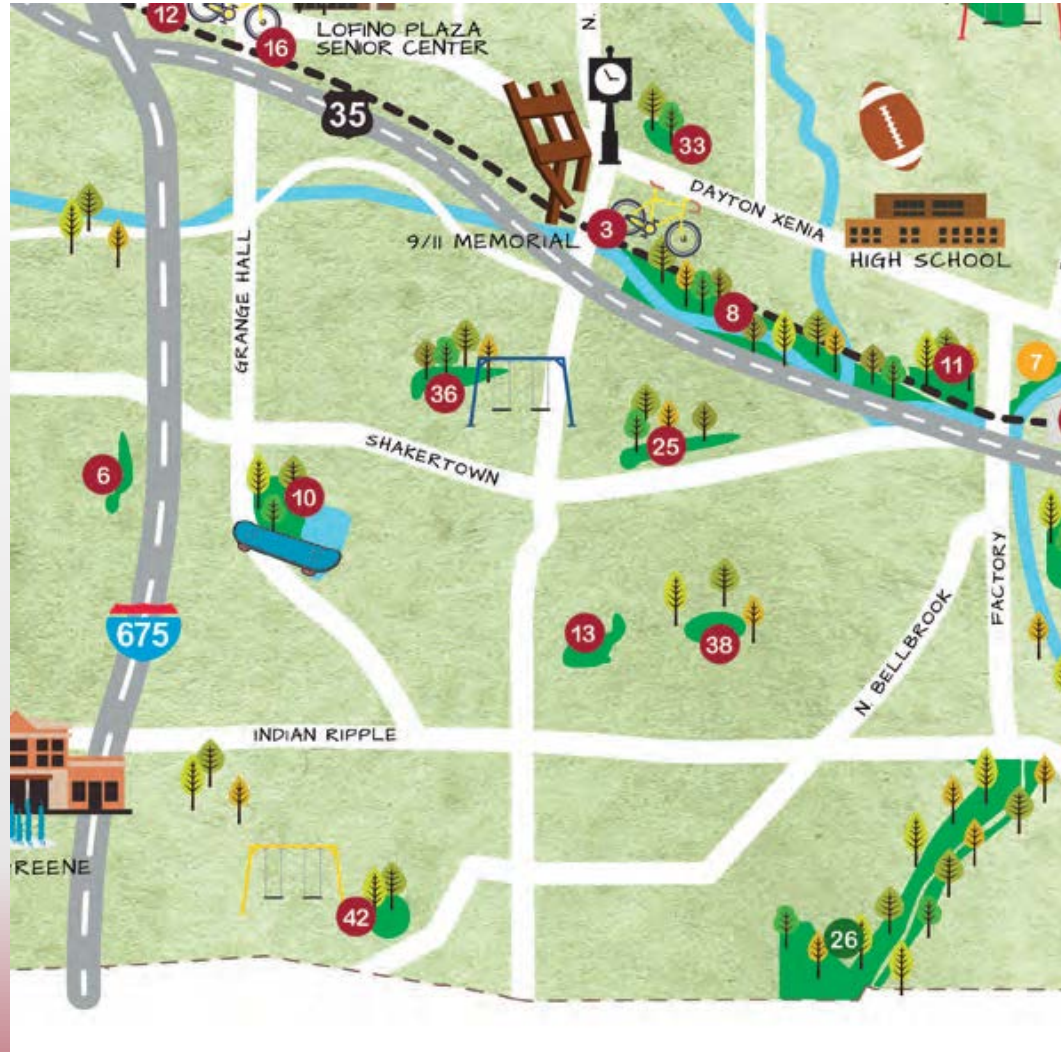 12
16
LOFINO PLAZA
SENIOR CENTER
N.
35
33
DAYTON XENIA
3
9/11 MEMORIAL
HIGH SCHOOL
GRANGE HALL
8
7
11
36
SHAKERTOWN
25
6
10
FACTORY
675
13
38
N. BELLBROOK
INDIAN RIPPLE
REENE
42
26